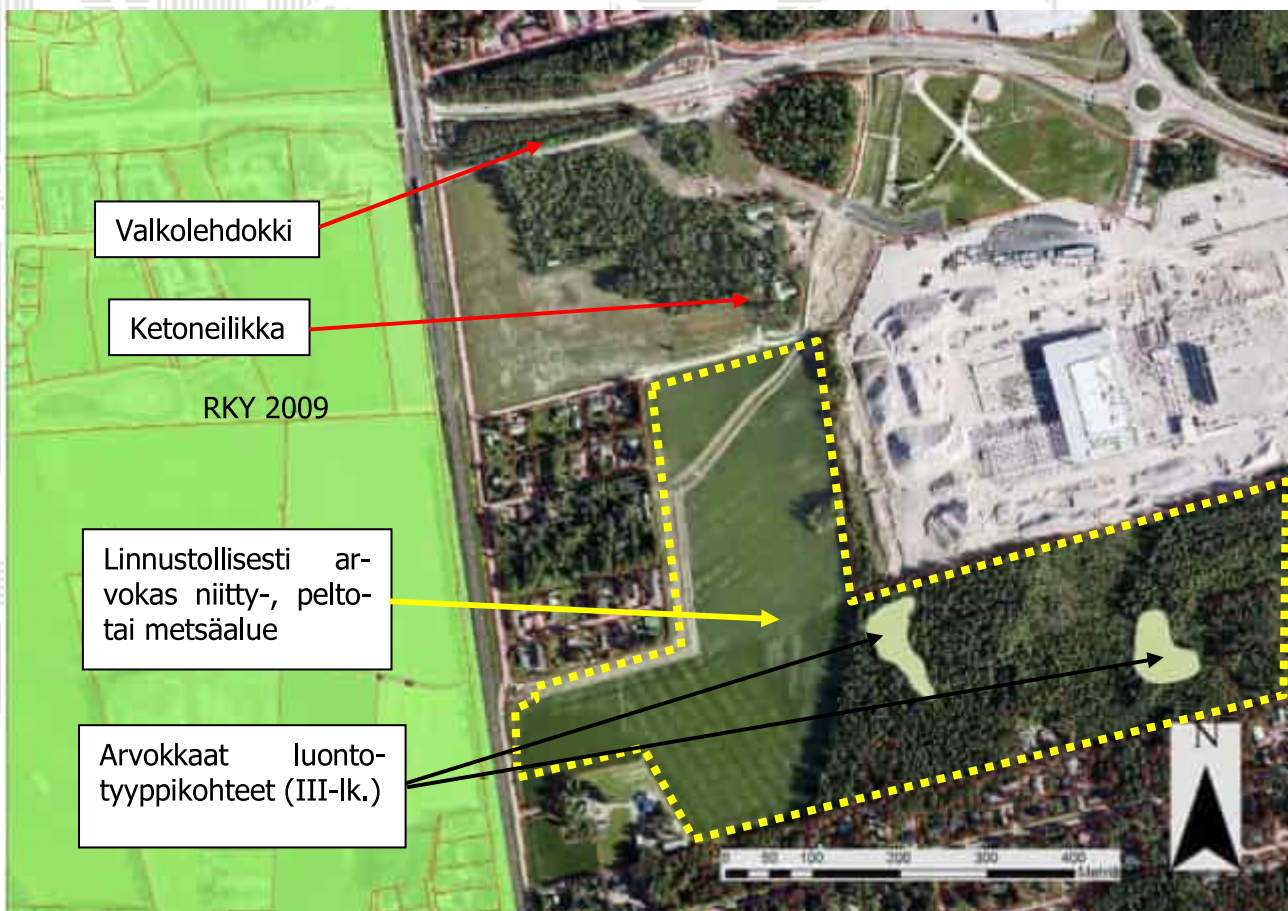 Valkolehdokki
Ketoneilikka
RKY 2009
Linnustollisesti ar-
vokas niitty-, pelto-
tai metsäalue
Arvokkaat luonto-
tyyppikohteet (III-lk.)
N
0 50 100 200 300 400